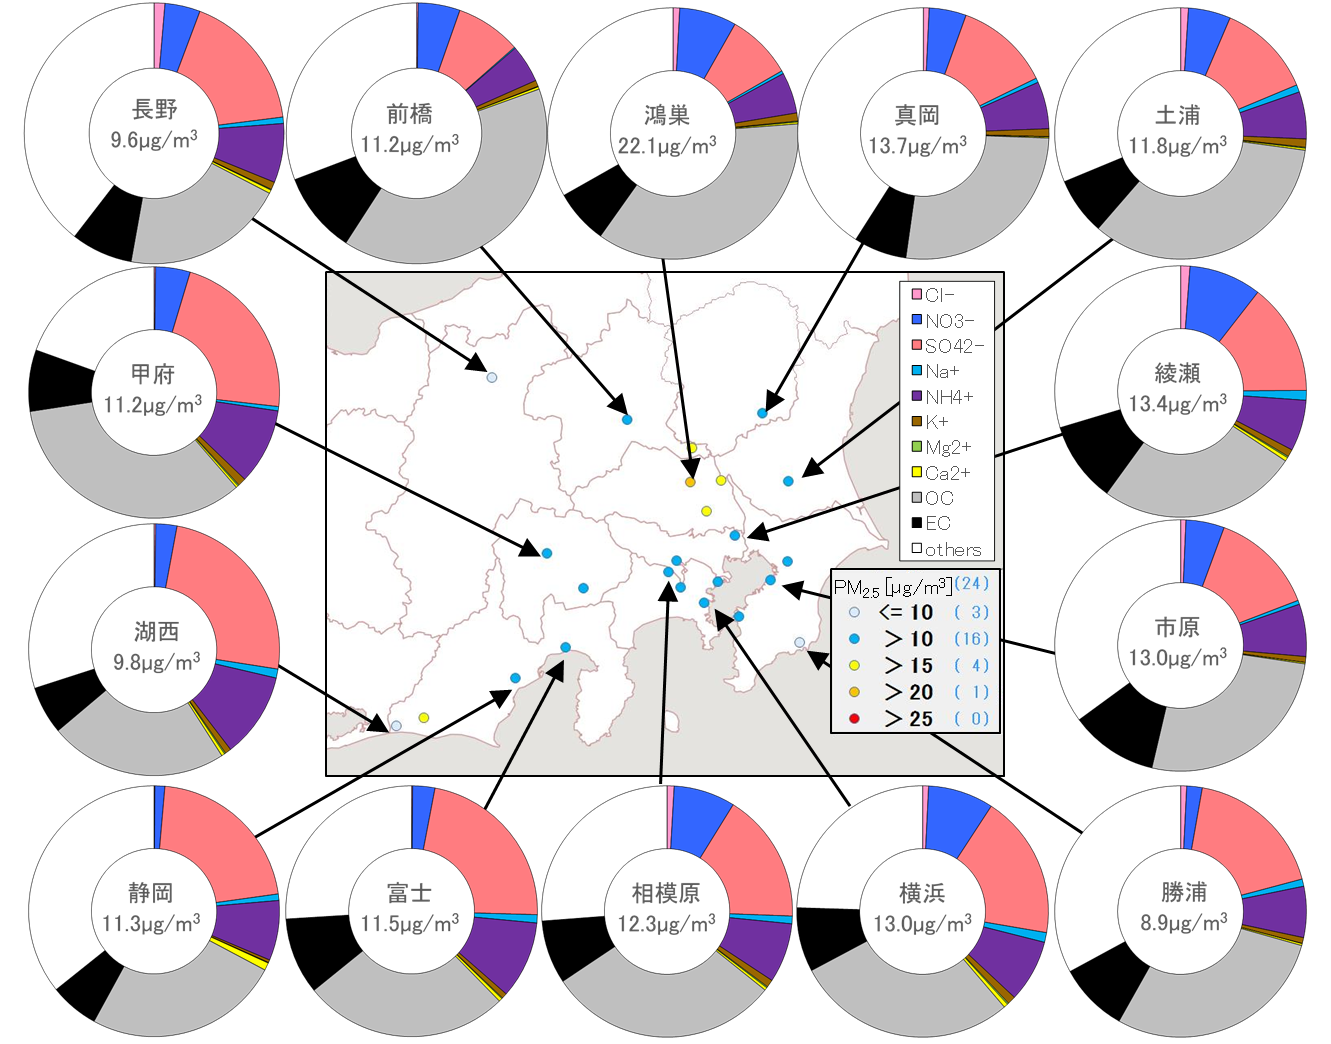 長野
9.6μg/m³
前橋
11.2μg/m³
鴻巣
22.1μg/m³
真岡
13.7μg/m³
土浦
11.8μg/m³
甲府
11.2μg/m³
Cl-
NO3-
SO42-
Na+
NH4+
K+
Mg2+
Ca2+
OC
EC
others
綾瀬
13.4μg/m³
湖西
9.8μg/m³
PM2.5 [μg/m³] (24)
<= 10 ( 3)
> 10 (16)
> 15 ( 4)
> 20 ( 1)
> 25 ( 0)
市原
13.0μg/m³
静岡
11.3μg/m³
富士
11.5μg/m³
相模原
12.3μg/m³
横浜
13.0μg/m³
勝浦
8.9μg/m³